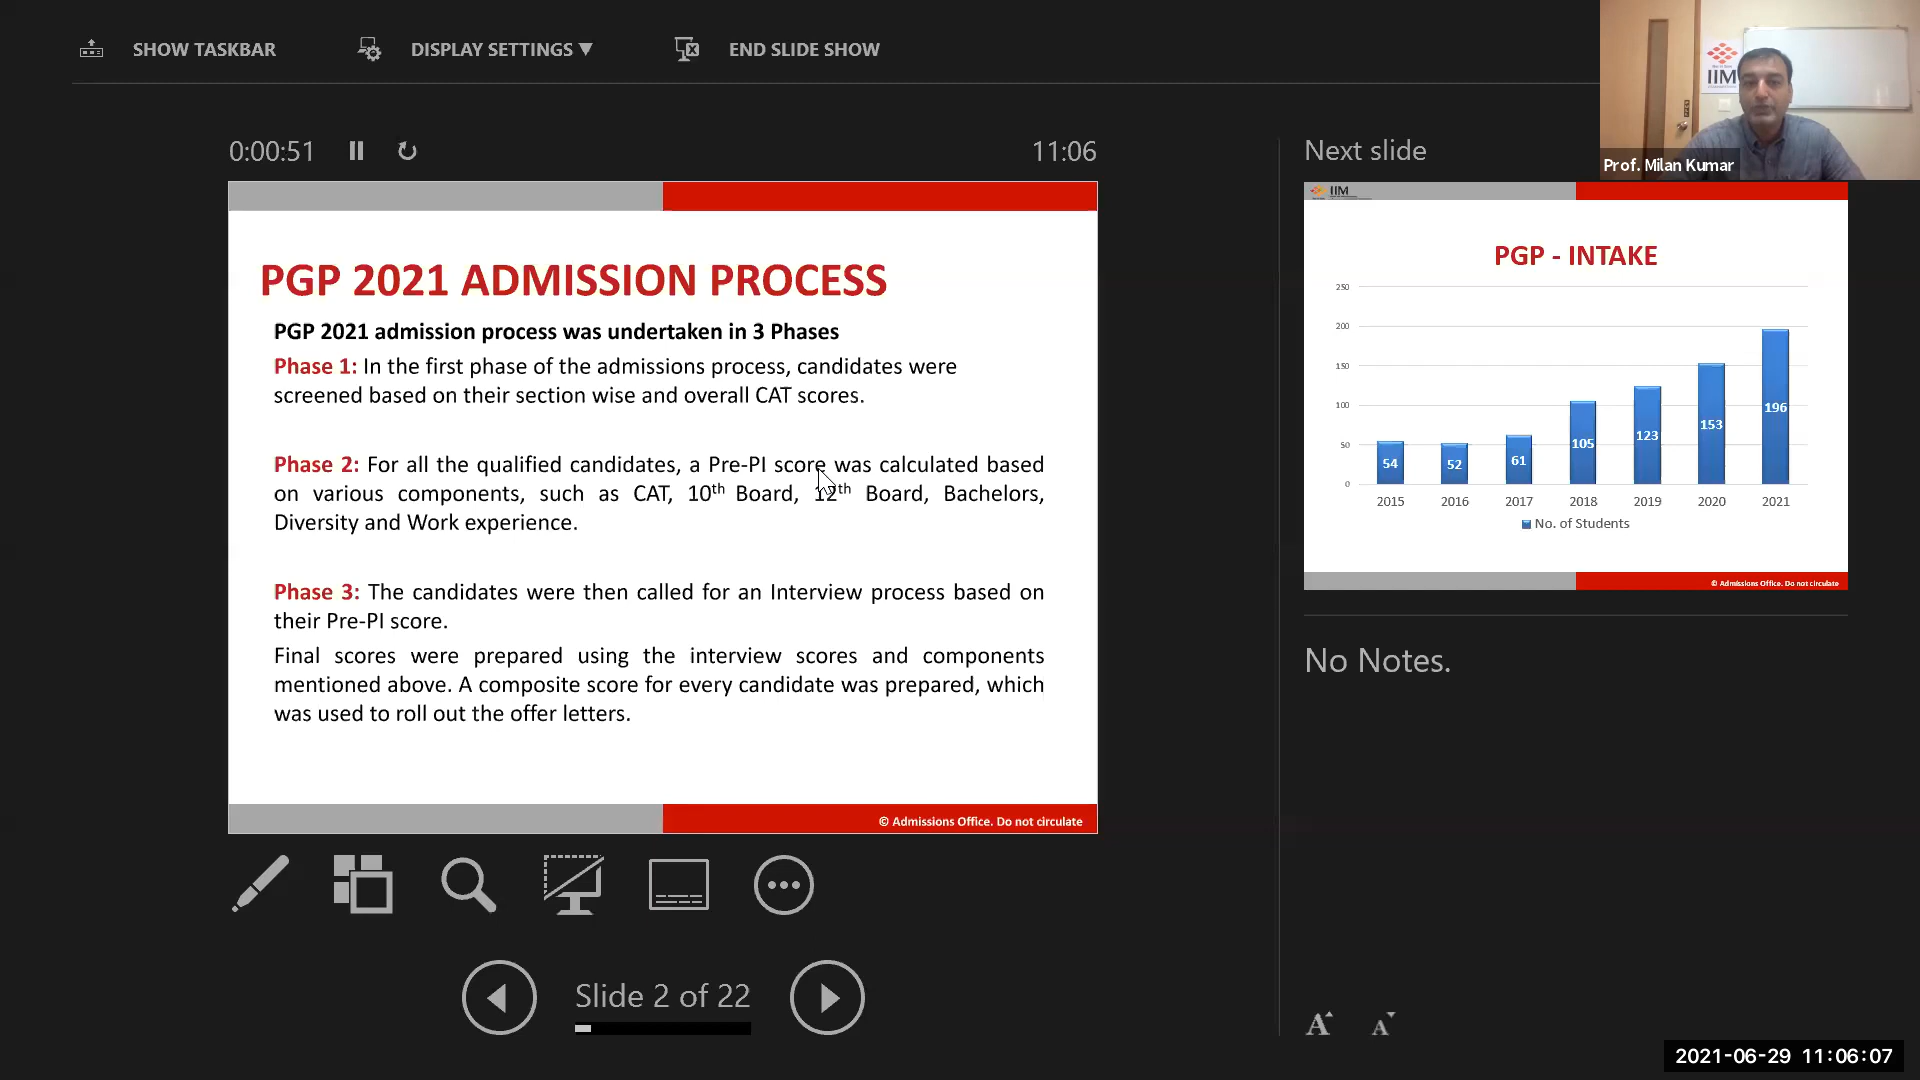 SHOW TASKBAR
DISPLAY SETTINGS ▼
END SLIDE SHOW
IIM
Prof. Milan Kumar
0:00:51
11:06
PGP 2021 ADMISSION PROCESS
PGP 2021 admission process was undertaken in 3 Phases
Phase 1: In the first phase of the admissions process, candidates were
screened based on their section wise and overall CAT scores.
Phase 2: For all the qualified candidates, a Pre-PI score was calculated based
on various components, such as CAT, 10th Board, 12th Board, Bachelors,
Diversity and Work experience.
Phase 3: The candidates were then called for an Interview process based on
their Pre-PI score.
Final scores were prepared using the interview scores and components
mentioned above. A composite score for every candidate was prepared, which
was used to roll out the offer letters.
© Admissions Office. Do not circulate
Slide 2 of 22
Next slide
IIM
PGP - INTAKE
250
200
150
100
50
0
54
52
61
105
123
153
196
2015 2016 2017 2018 2019 2020 2021
No. of Students
© Admissions Office. Do not circulate
No Notes.
A A
2021-06-29 11:06:07